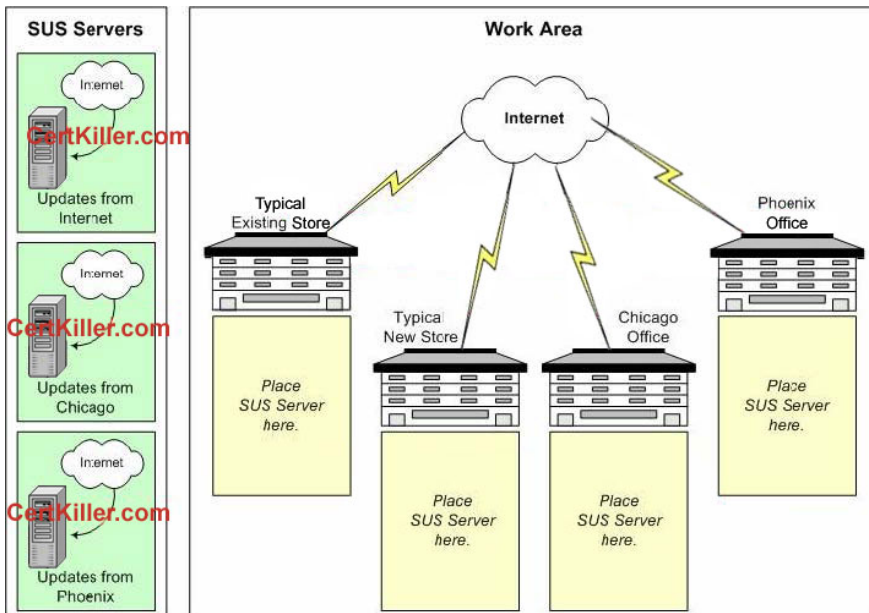 SUS Servers
Internet
CertKiller.com
Updates from
Internet
Internet
CertKiller.com
Updates from
Chicago
Internet
CertKiller.com
Updates from
Phoenix
Work Area
Internet
Typical
Existing Store
Place
SUS Server
here.
Typical
New Store
Place
SUS Server
here.
Chicago
Office
Place
SUS Server
here.
Phoenix
Office
Place
SUS Server
here.